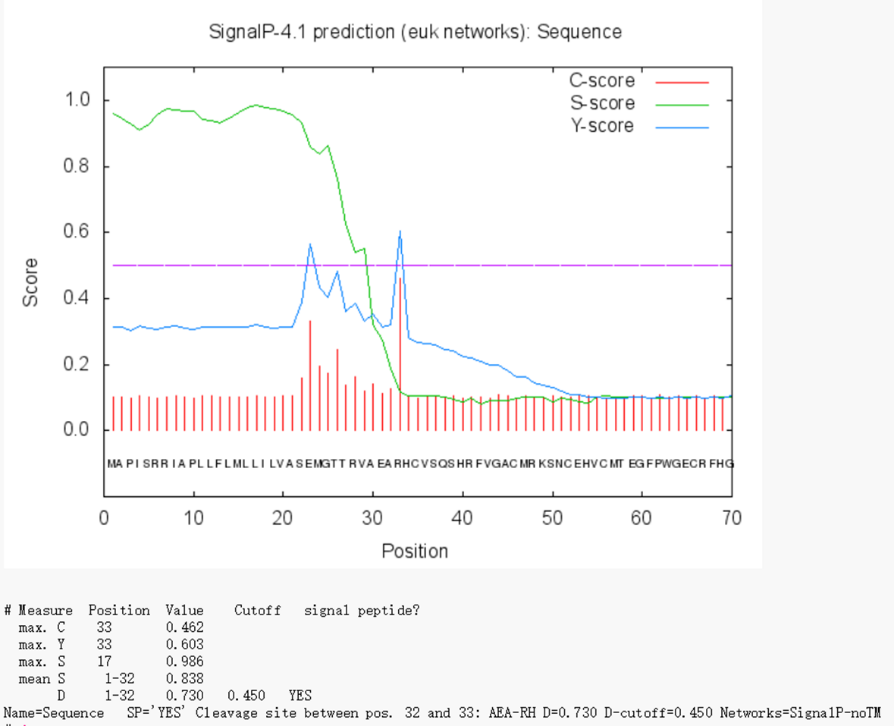 SignalP-4.1 prediction (euk networks): Sequence
C-score
S-score
Y-score
1.0
0.8
0.6
0.4
0.2
0.0
Score
MAPISRRIAPLLFLMLLILVASEMGTTRVAEARHCVSQSHRFVGACMRKSNCEHVCMTEGFPWGECRFHG
0 10 20 30 40 50 60 70
Position
# Measure Position Value Cutoff signal peptide?
max. C 33 0.462
max. Y 33 0.603
max. S 17 0.986
mean S 1-32 0.838
D 1-32 0.730 0.450 YES
Name=Sequence SP='YES' Cleavage site between pos. 32 and 33: AEA-RH D=0.730 D-cutoff=0.450 Networks=SignalP-noTM